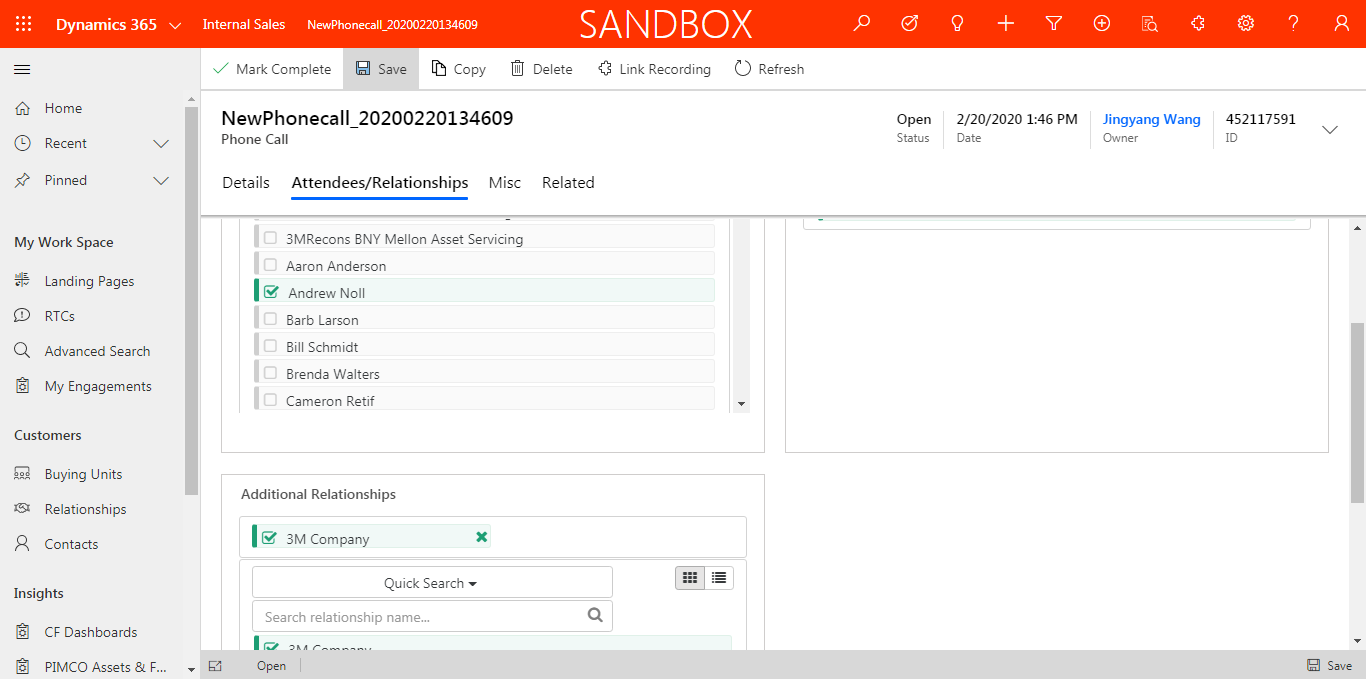 Dynamics 365 Internal Sales NewPhonecall_20200220134609 SANDBOX
Mark Complete Save Copy Delete Link Recording Refresh
Home
Recent
Pinned
My Work Space
Landing Pages
RTCs
Advanced Search
My Engagements
Customers
Buying Units
Relationships
Contacts
Insights
CF Dashboards
PIMCO Assets & F...
NewPhonecall_20200220134609
Phone Call
Open
Status
2/20/2020 1:46 PM
Date
Jingyang Wang
Owner
452117591
ID
Details Attendees/Relationships Misc Related
3MRecons BNY Mellon Asset Servicing
Aaron Anderson
Andrew Noll
Barb Larson
Bill Schmidt
Brenda Walters
Cameron Retif
Additional Relationships
3M Company
Quick Search
Search relationship name...
3M Company
Open Save